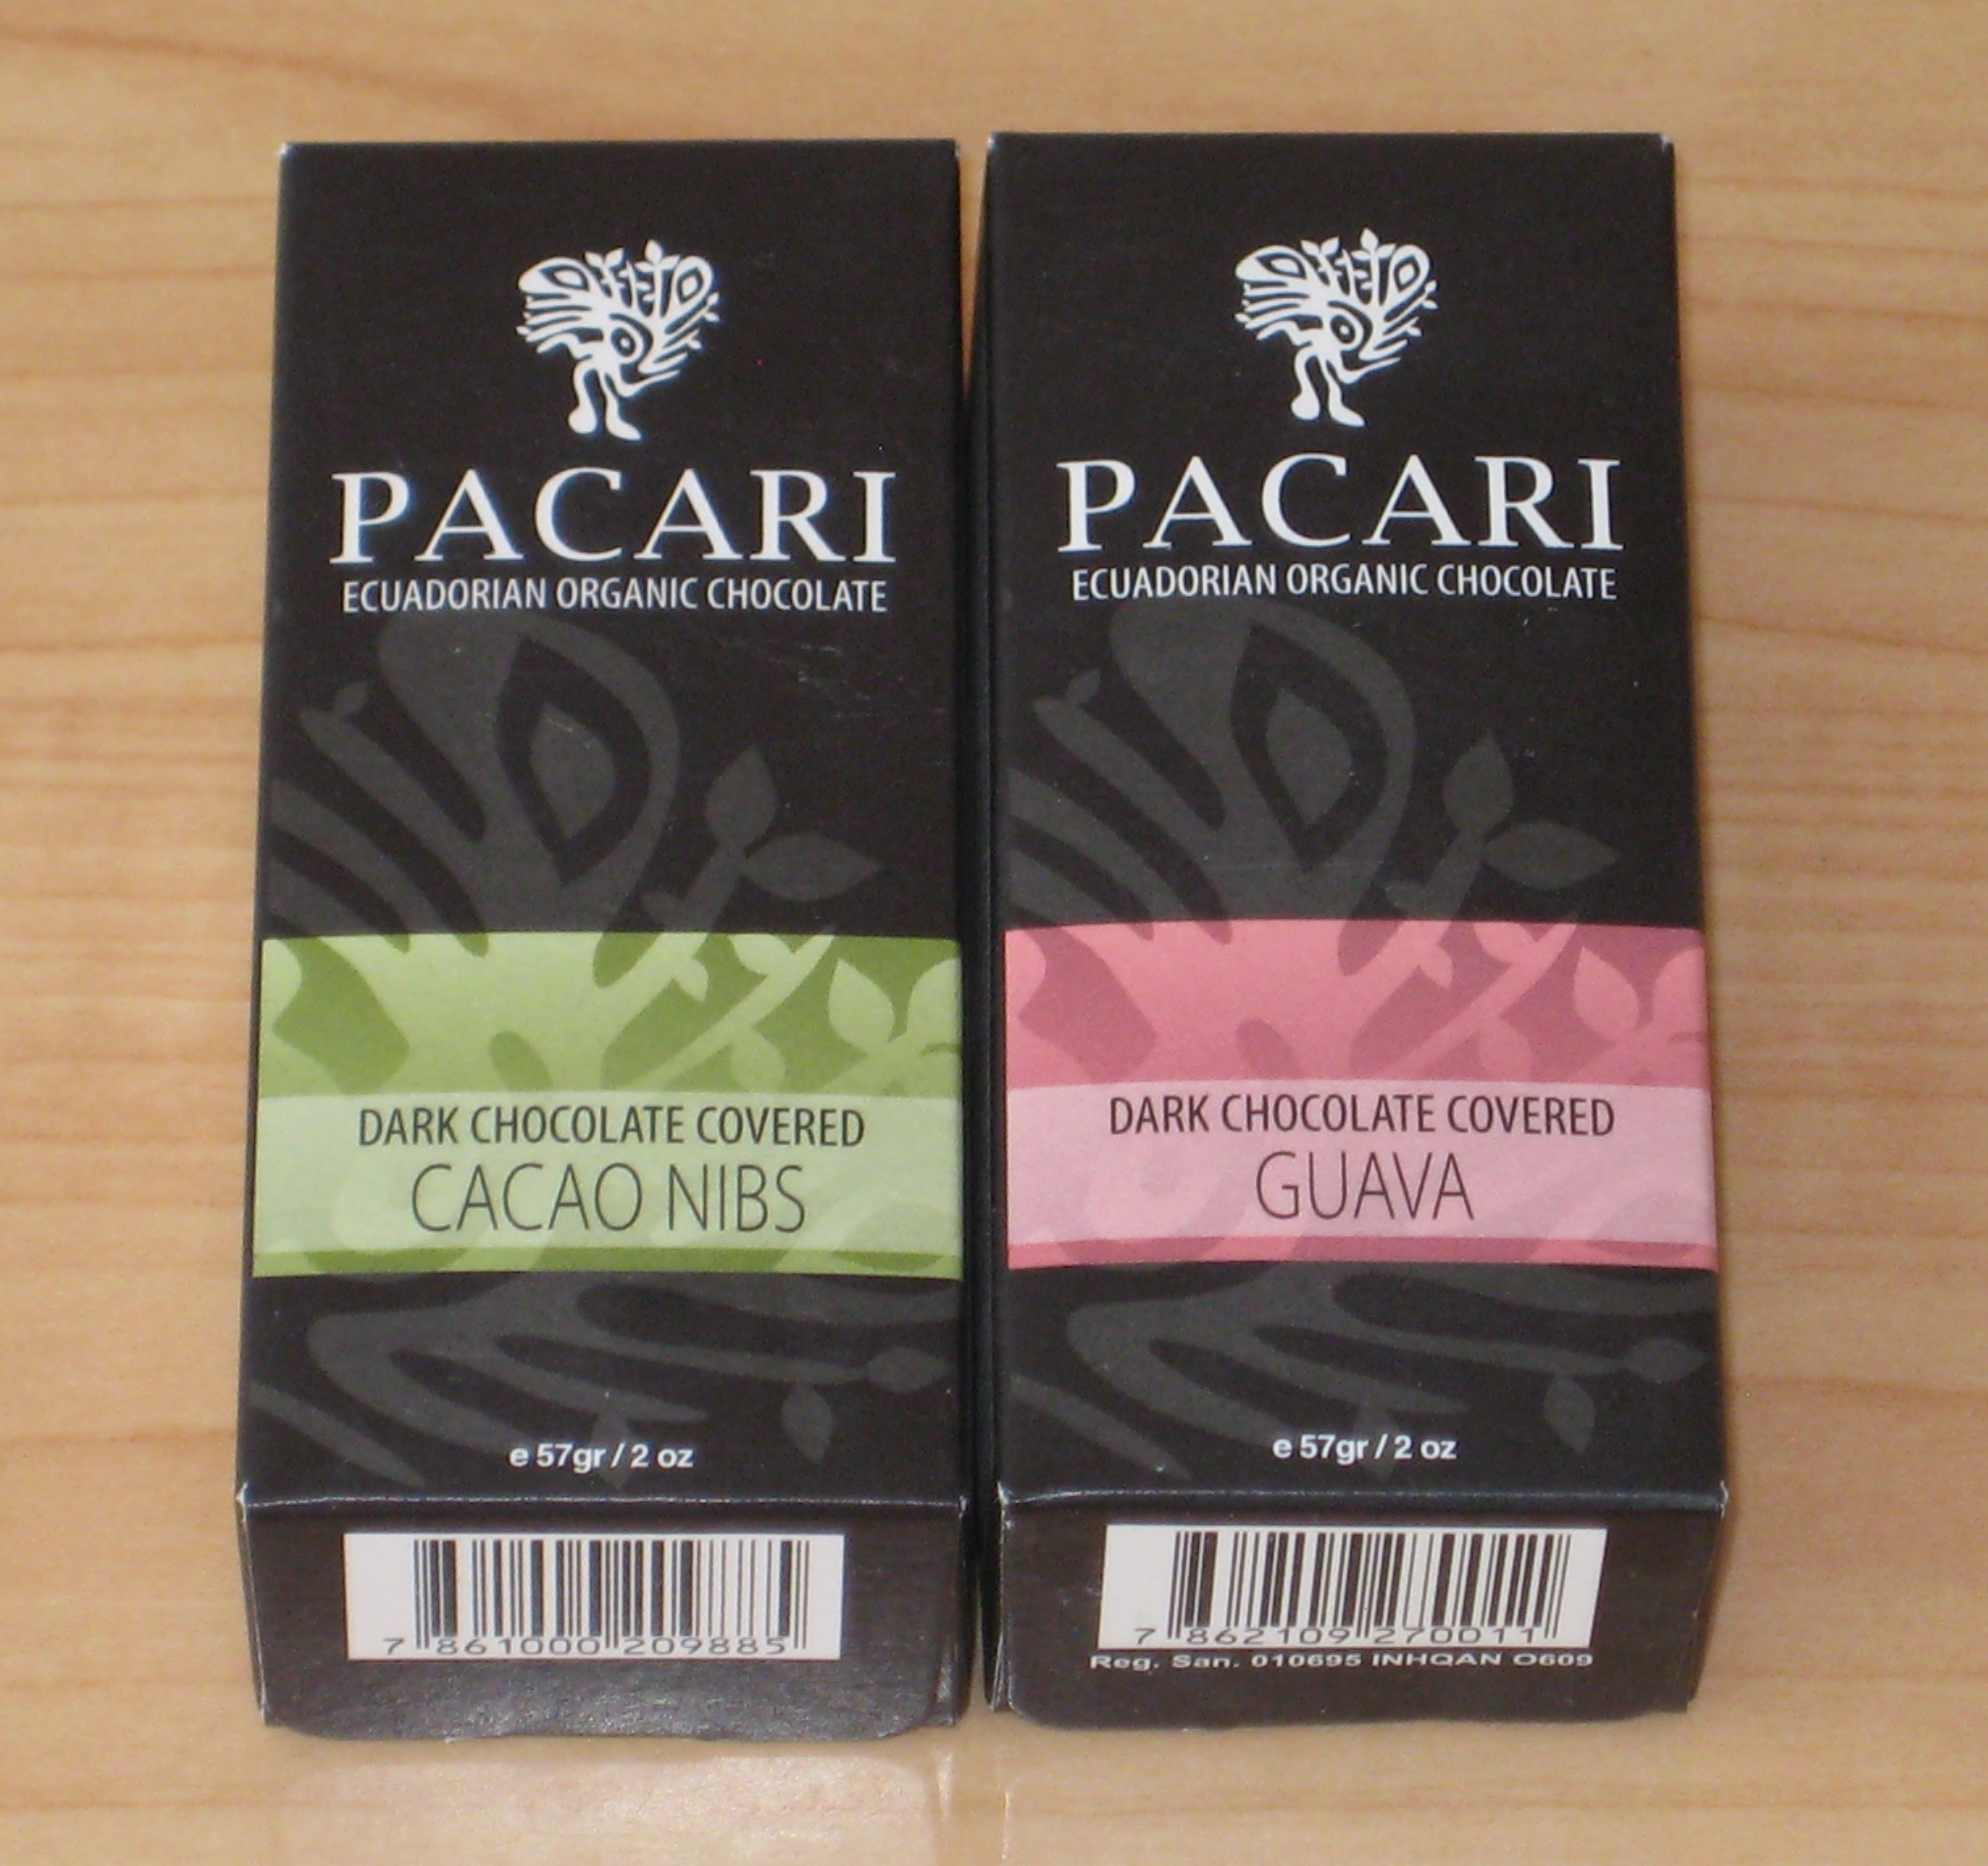 PACARI
ECUADORIAN ORGANIC CHOCOLATE
DARK CHOCOLATE COVERED
CACAO NIBS
e 57gr / 2 oz
7 861000 209885
PACARI
ECUADORIAN ORGANIC CHOCOLATE
DARK CHOCOLATE COVERED
GUAVA
e 57gr / 2 oz
7 862109 270011
Reg. San. 010695 INHQAN O609